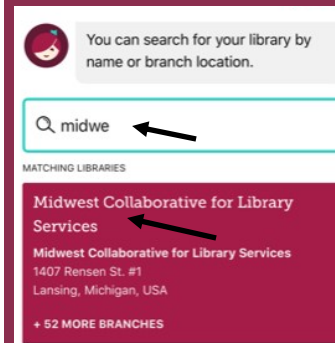 You can search for your library by
name or branch location.
midwe
MATCHING LIBRARIES
Midwest Collaborative for Library
Services
Midwest Collaborative for Library Services
1407 Rensen St. #1
Lansing, Michigan, USA
+ 52 MORE BRANCHES